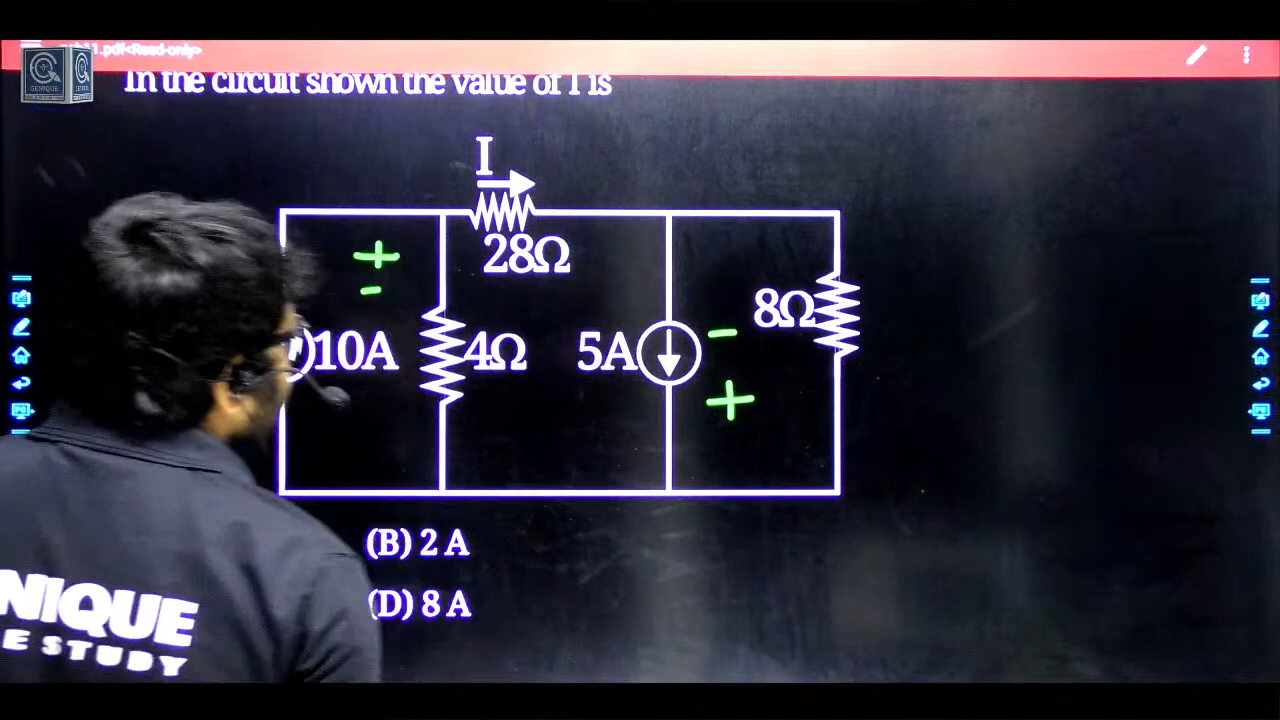 .pdf<Read-only>
GENIQUE
In the circuit shown the value of I is
I
28Ω
10A
4Ω
5A
8Ω
+
-
-
+
(B) 2 A
(D) 8 A
NIQUE
E STUDY